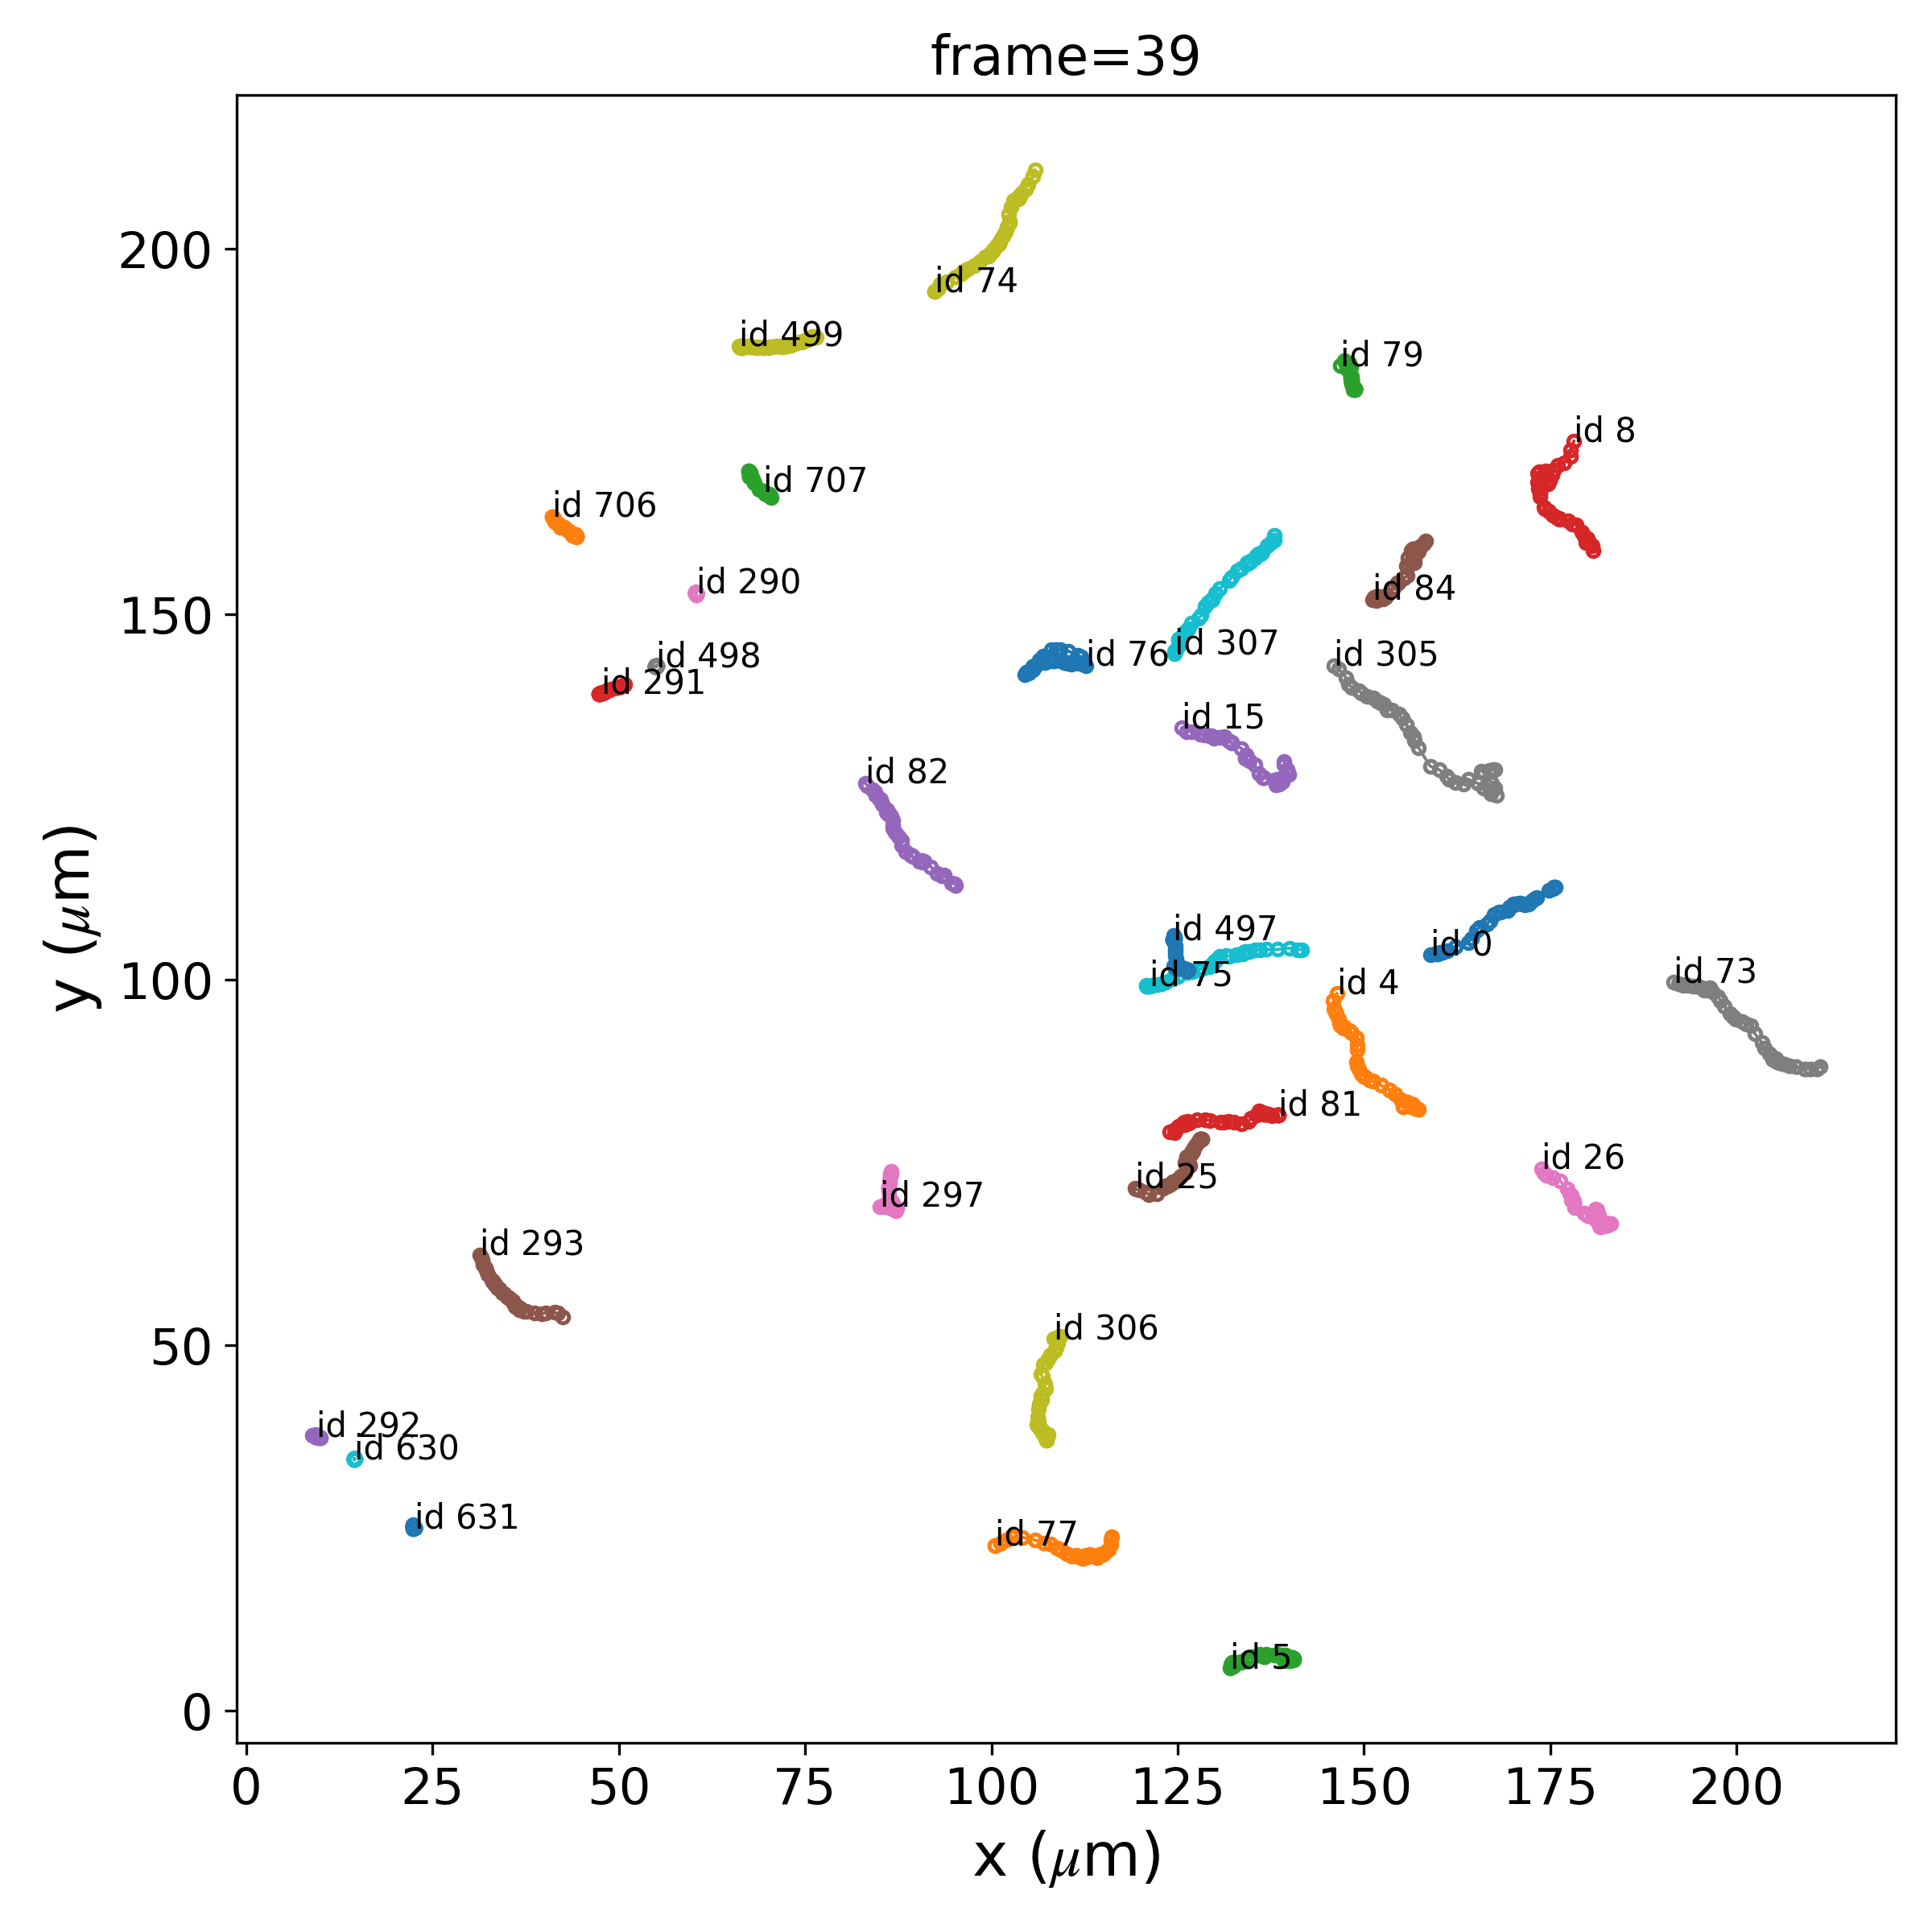 frame=39
id 74
id 499
id 79
id 8
id 707
id 706
id 290
id 84
id 498
id 307
id 76
id 305
id 291
id 15
id 82
id 497
id 0
id 75
id 4
id 73
id 81
id 26
id 25
id 297
id 293
id 306
id 292
id 630
id 631
id 77
id 5
200
150
100
50
0
y (μm)
0 25 50 75 100 125 150 175 200
x (μm)